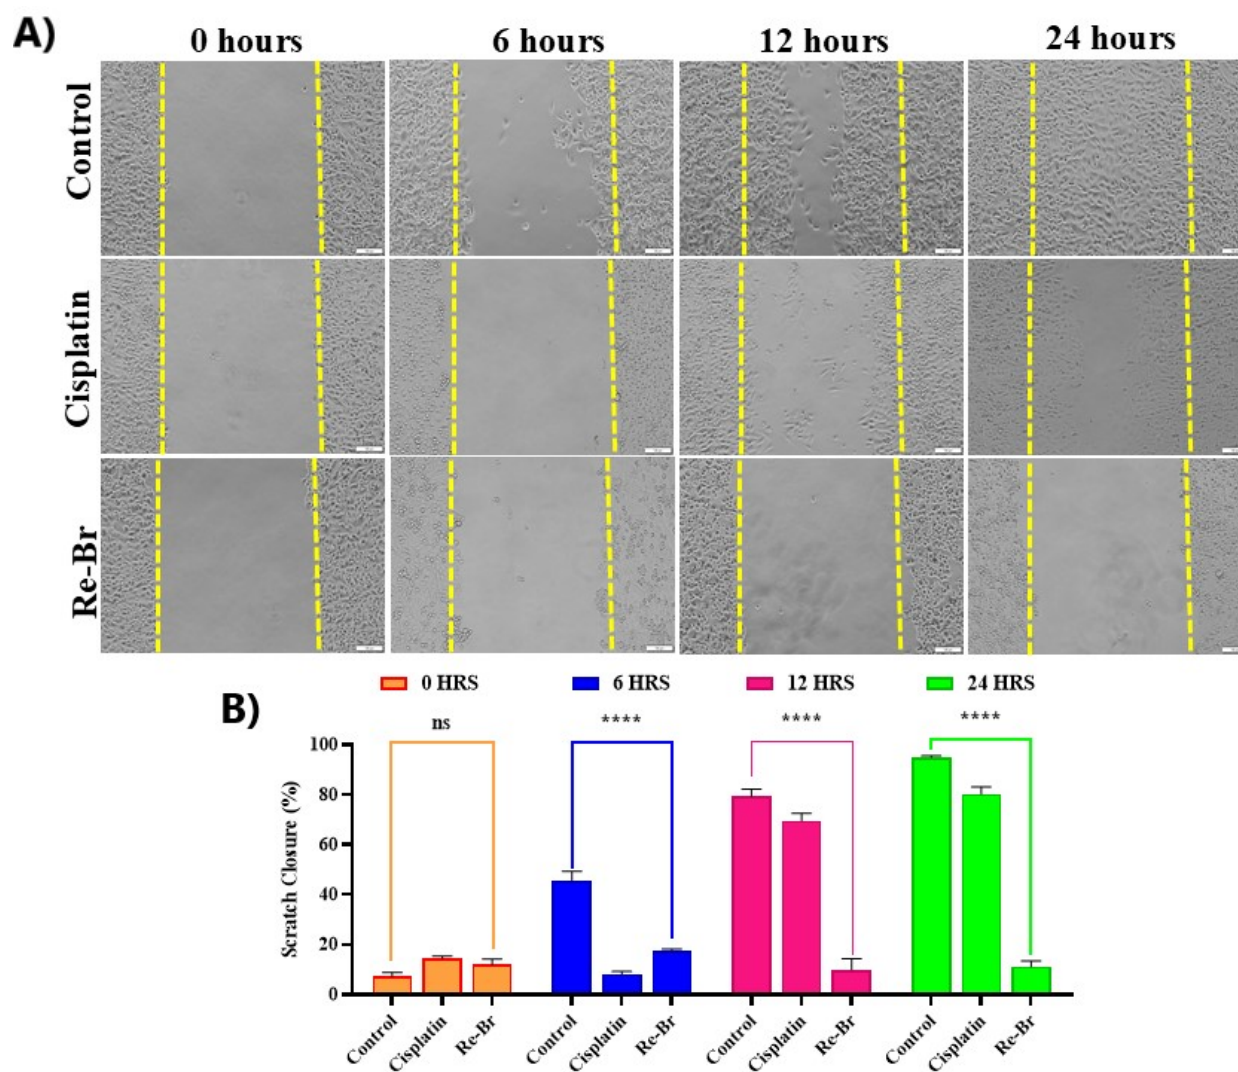 A)
0 hours 6 hours 12 hours 24 hours
Control
Cisplatin
Re-Br
0 HRS 6 HRS 12 HRS 24 HRS
B)
ns **** **** ****
Scratch Closure (%)
100
80
60
40
20
0
Control Cisplatin Re-Br Control Cisplatin Re-Br Control Cisplatin Re-Br Control Cisplatin Re-Br